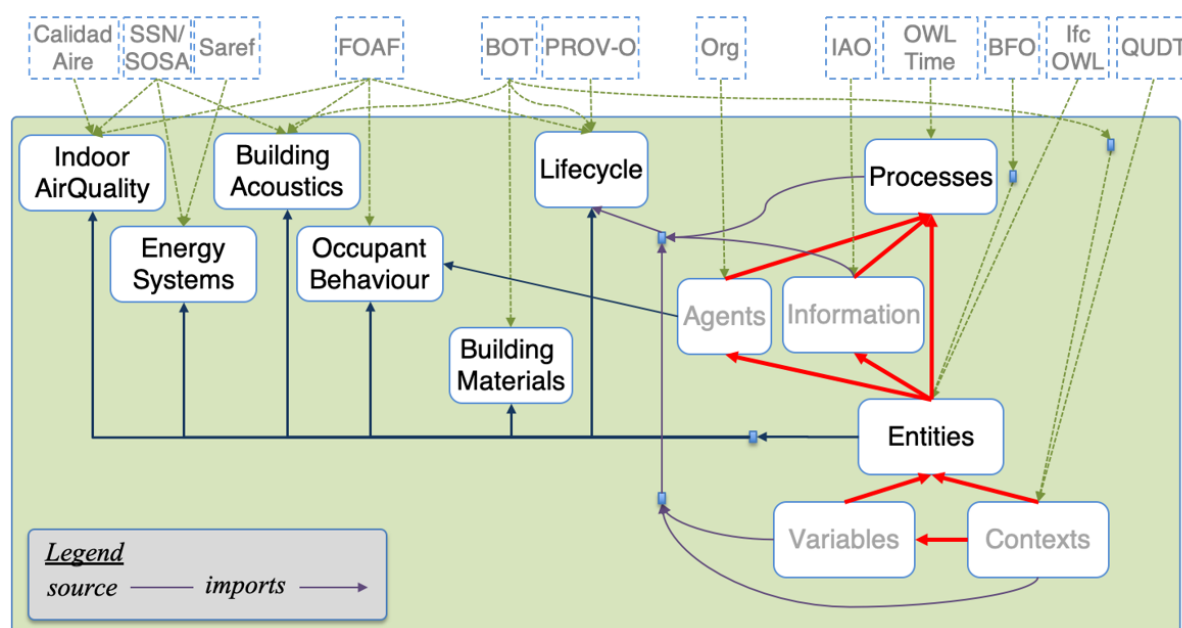 Calidad
Aire
SSN/
SOSA
Saref
FOAF
BOT
PROV-O
Org
IAO
OWL
Time
BFO
Ifc
OWL
QUDT
Indoor
AirQuality
Building
Acoustics
Lifecycle
Processes
Energy
Systems
Occupant
Behaviour
Agents
Information
Building
Materials
Entities
Variables
Contexts
Legend
source imports